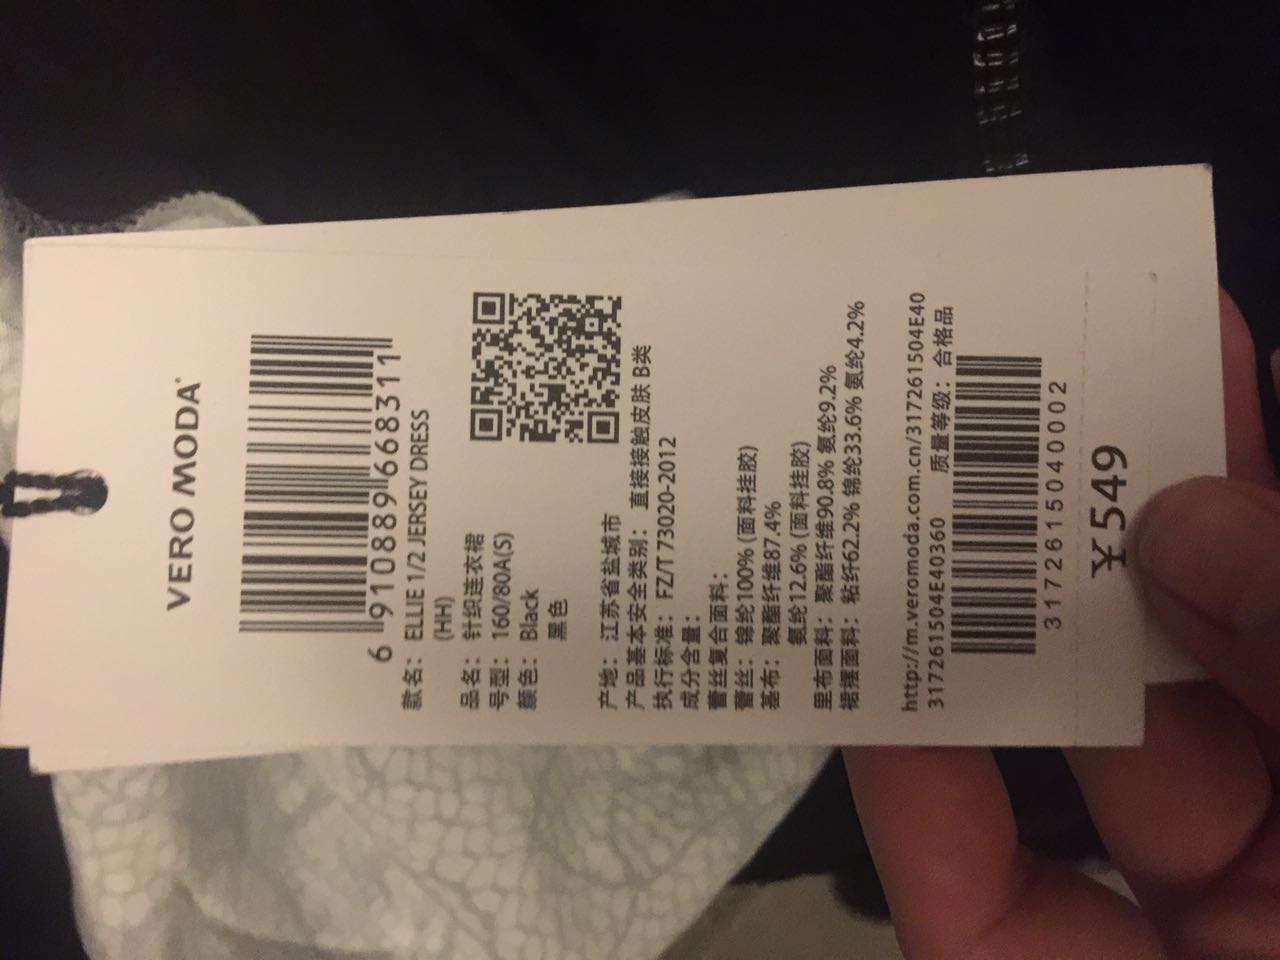 VERO MODA
6 910889 668311
款名：ELLIE 1/2 JERSEY DRESS
(HH)
品名：针织连衣裙
号型：160/80A(S)
颜色：Black
黑色
产地：江苏省盐城市
产品基本安全类别：直接接触皮肤 B类
执行标准：FZ/T 73020-2012
成分含量：
蕾丝复合面料：
蕾丝：锦纶100% (面料挂胶)
基布：聚酯纤维87.4%
氨纶12.6% (面料挂胶)
里布面料：聚酯纤维90.8% 氨纶9.2%
裙摆面料：粘纤62.2% 锦纶33.6% 氨纶4.2%
http://m.veromoda.com.cn/317261504E40
317261504E40360 质量等级：合格品
3172615040002
¥549